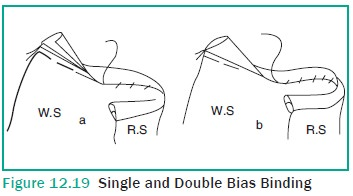 W.S
a
R.S
W.S
b
R.S
Figure 12.19 Single and Double Bias Binding